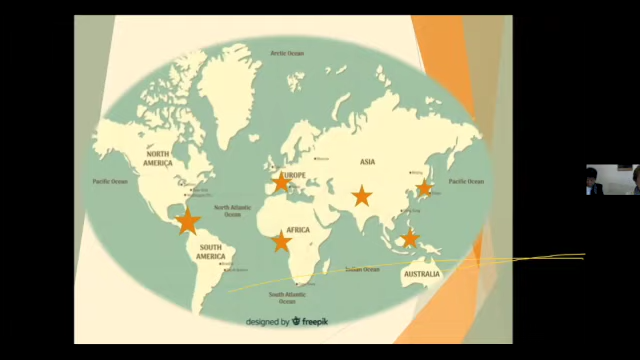 Arctic Ocean
NORTH
AMERICA
EUROPE
ASIA
Pacific Ocean
Pacific Ocean
North Atlantic
Ocean
AFRICA
SOUTH
AMERICA
Indian Ocean
AUSTRALIA
South Atlantic
Ocean
designed by freepik